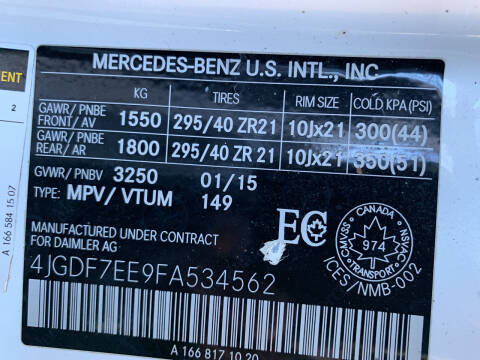 MERCEDES-BENZ U.S. INTL., INC
KG TIRES RIM SIZE COLD KPA (PSI)
GAWR/PNBE FRONT/AV 1550 295/40 ZR21 10Jx21 300(44)
GAWR/PNBE REAR/AR 1800 295/40 ZR 21 10Jx21 350(51)
GVWR/PNBV 3250 01/15
TYPE: MPV/VTUM 149
MANUFACTURED UNDER CONTRACT
FOR DAIMLER AG
4JGDF7EE9FA534562
A 166 817 10 20
EC
CANADA
CMVSS 974 NSVAC
TRANSPORT
ICES/NMB-002
ENT
2
A 166 584 15 07